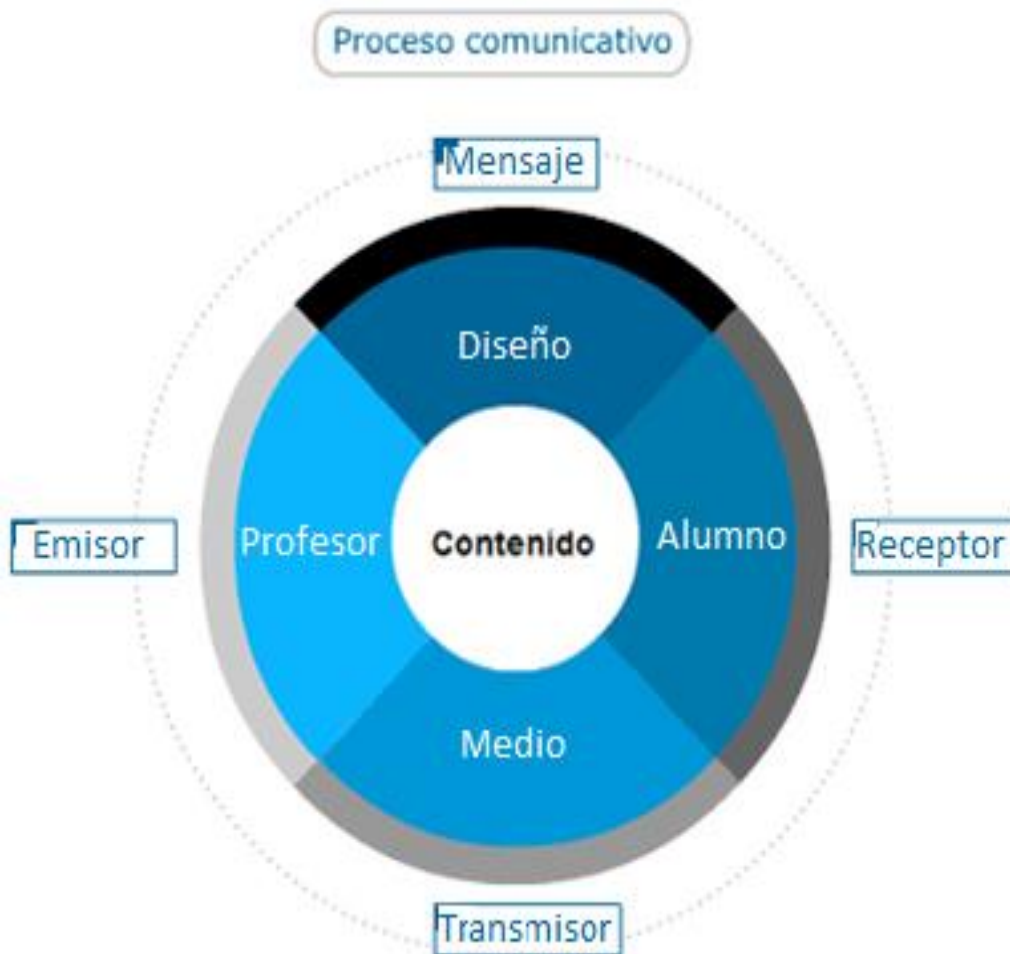 Proceso comunicativo
Mensaje
Diseño
Emisor
Profesor
Contenido
Alumno
Receptor
Medio
Transmisor